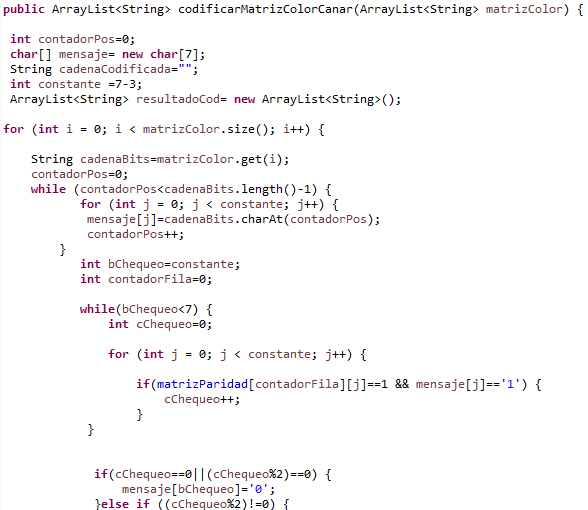 public ArrayList<String> codificarMatrizColorCanar(ArrayList<String> matrizColor) {
int contadorPos=0;
char[] mensaje= new char[7];
String cadenaCodificada="";
int constante =7-3;
ArrayList<String> resultadoCod= new ArrayList<String>();
for (int i = 0; i < matrizColor.size(); i++) {
String cadenaBits=matrizColor.get(i);
contadorPos=0;
while (contadorPos<cadenaBits.length()-1) {
for (int j = 0; j < constante; j++) {
mensaje[j]=cadenaBits.charAt(contadorPos);
contadorPos++;
}
int bChequeo=constante;
int contadorFila=0;
while(bChequeo<7) {
int cChequeo=0;
for (int j = 0; j < constante; j++) {
if(matrizParidad[contadorFila][j]==1 && mensaje[j]=='1') {
cChequeo++;
}
}
if(cChequeo==0||(cChequeo%2)==0) {
mensaje[bChequeo]='0';
}else if ((cChequeo%2)!=0) {